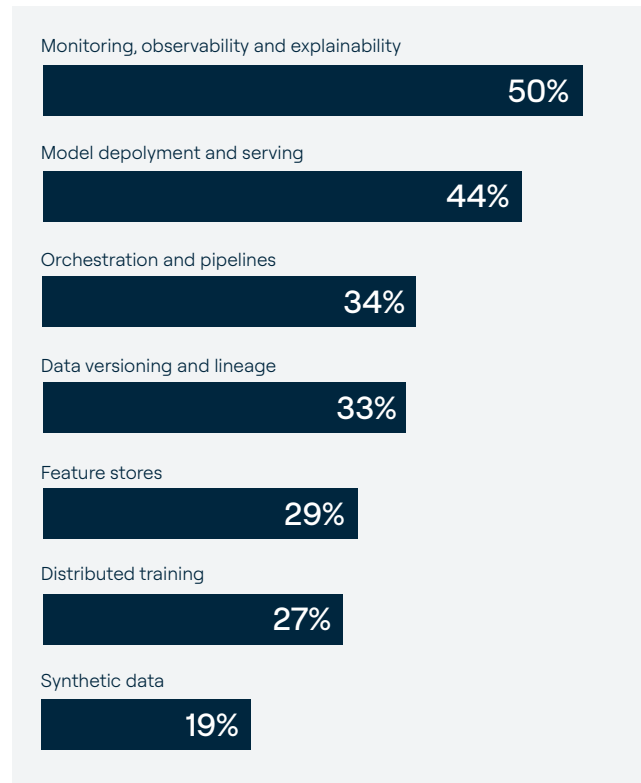 Monitoring, observability and explainability
50%
Model depolyment and serving
44%
Orchestration and pipelines
34%
Data versioning and lineage
33%
Feature stores
29%
Distributed training
27%
Synthetic data
19%